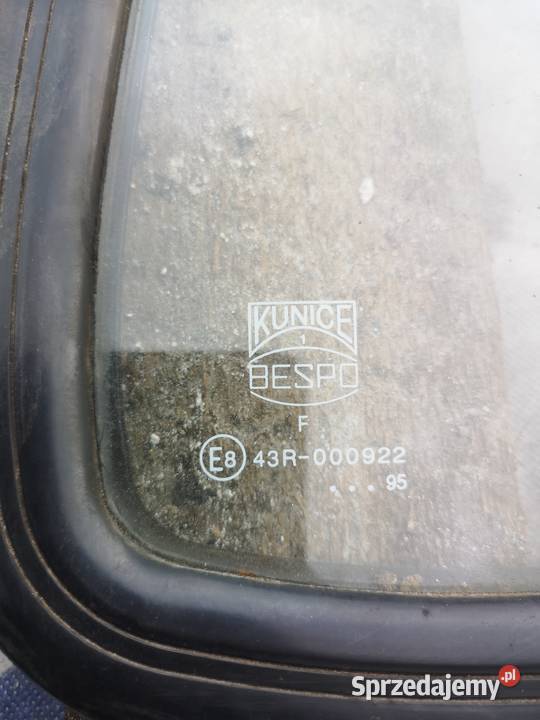 KUNICE
1
BESPO
F
E8 43R-000922
... 95
Sprzedajemy.pl